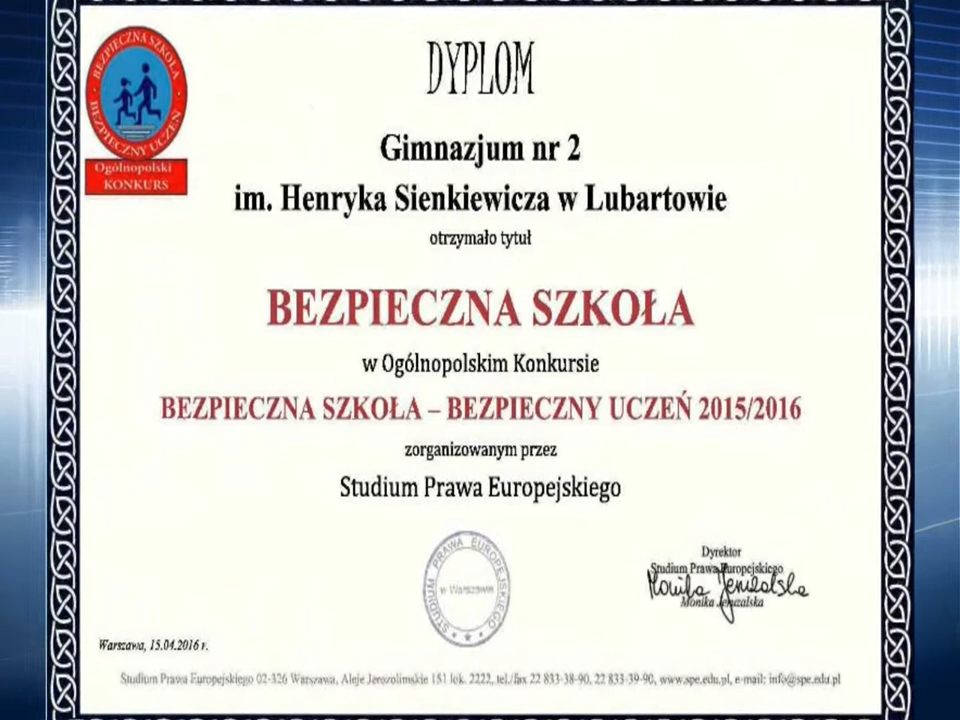 BEZPIECZNA SZKOŁA
BEZPIECZNY UCZEŃ
Ogólnopolski
KONKURS
DYPLOM
Gimnazjum nr 2
im. Henryka Sienkiewicza w Lubartowie
otrzymało tytuł
BEZPIECZNA SZKOŁA
w Ogólnopolskim Konkursie
BEZPIECZNA SZKOŁA – BEZPIECZNY UCZEŃ 2015/2016
zorganizowanym przez
Studium Prawa Europejskiego
STUDIUM PRAWA EUROPEJSKIEGO
w Warszawie
Dyrektor
Studium Prawa Europejskiego
Monika Jeruzalska
Warszawa, 15.04.2016 r.
Studium Prawa Europejskiego 02-326 Warszawa, Aleje Jerozolimskie 151 lok. 2222, tel./fax 22 833-38-90, 22 833-39-90, www.spe.edu.pl, e-mail: info@spe.edu.pl